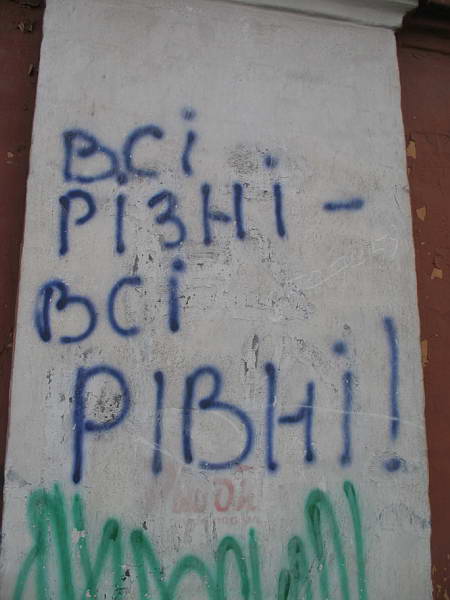 Всі
різні –
Всі
рівні!